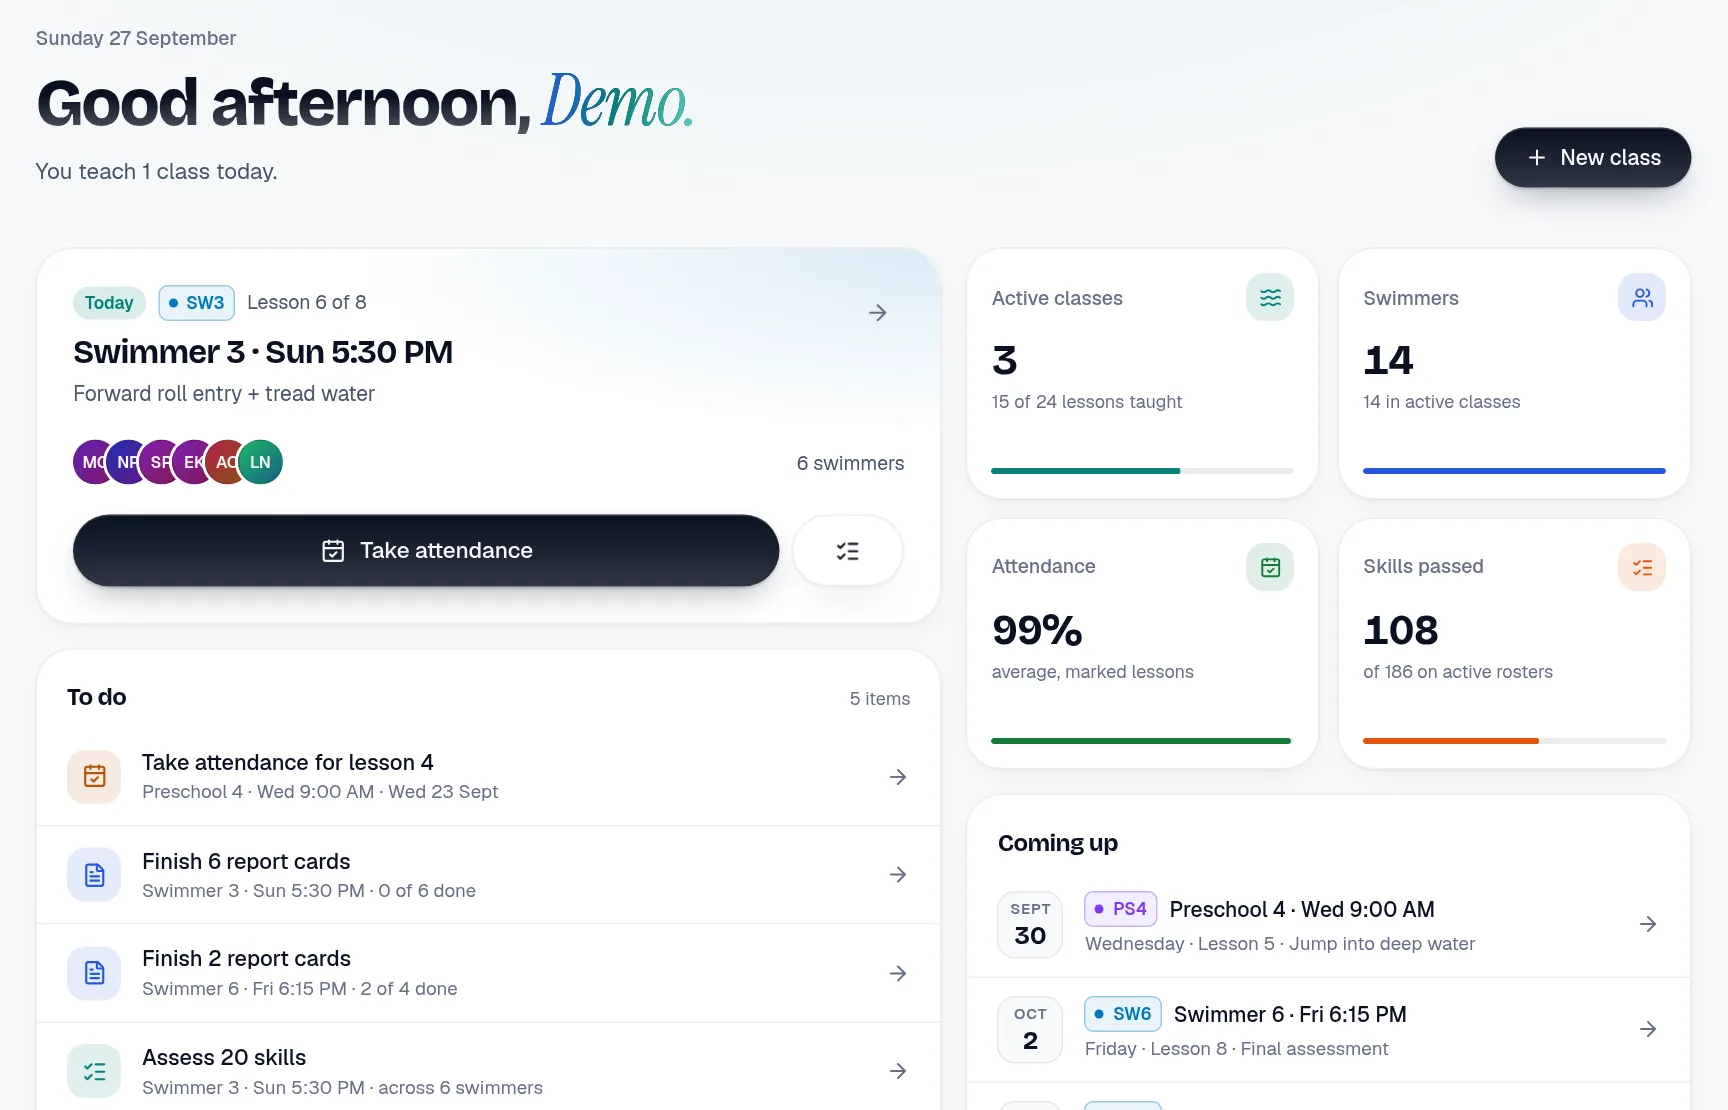 Sunday 27 September
Good afternoon, Demo.
You teach 1 class today.
New class
Today
SW3
Lesson 6 of 8
Swimmer 3 · Sun 5:30 PM
Forward roll entry + tread water
NR
SR
EK
LN
6 swimmers
Take attendance
Active classes
3
15 of 24 lessons taught
Swimmers
14
14 in active classes
Attendance
99%
average, marked lessons
Skills passed
108
of 186 on active rosters
To do
5 items
Take attendance for lesson 4
Preschool 4 · Wed 9:00 AM · Wed 23 Sept
Finish 6 report cards
Swimmer 3 · Sun 5:30 PM · 0 of 6 done
Finish 2 report cards
Swimmer 6 · Fri 6:15 PM · 2 of 4 done
Assess 20 skills
Swimmer 3 · Sun 5:30 PM · across 6 swimmers
Coming up
SEPT
30
PS4
Preschool 4 · Wed 9:00 AM
Wednesday · Lesson 5 · Jump into deep water
OCT
2
SW6
Swimmer 6 · Fri 6:15 PM
Friday · Lesson 8 · Final assessment